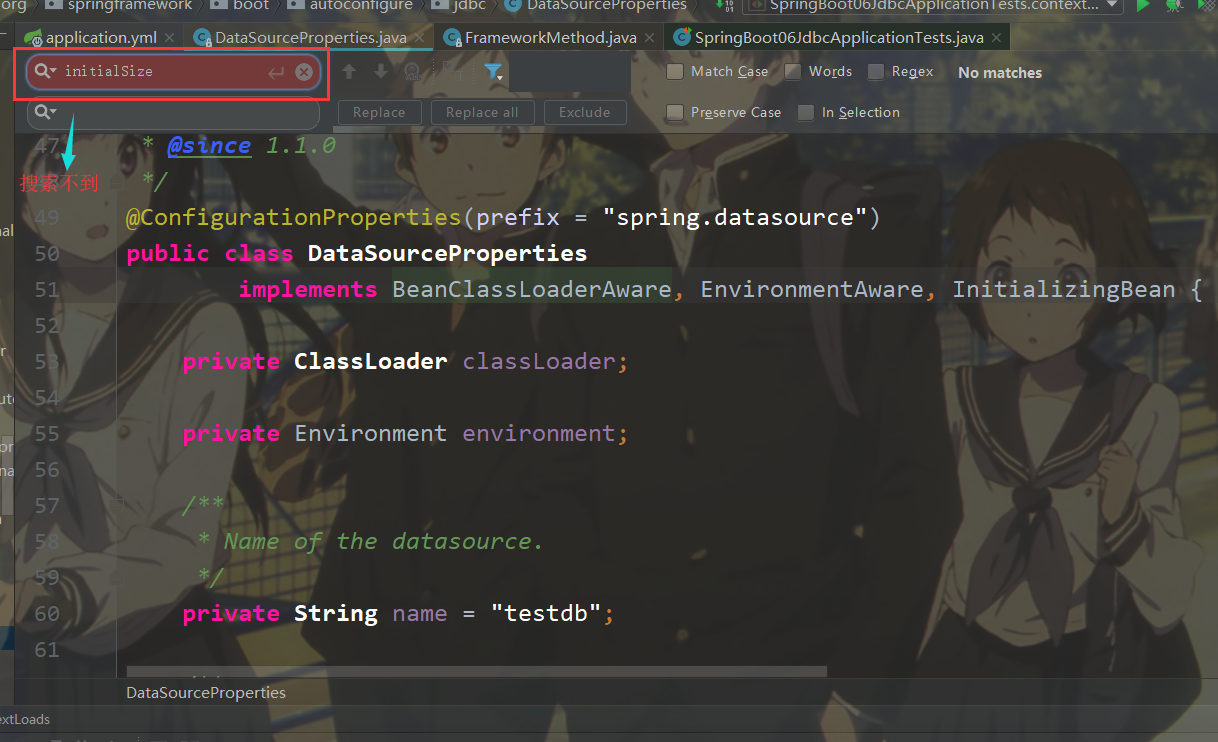 org springframework boot autoconfigure jdbc DataSourceProperties SpringBoot06JdbcApplicationTests.context...
application.yml DataSourceProperties.java FrameworkMethod.java SpringBoot06JdbcApplicationTests.java
initialSize Match Case Words Regex No matches
Replace Replace all Exclude Preserve Case In Selection
47 * @since 1.1.0
搜索不到 */
49 @ConfigurationProperties(prefix = "spring.datasource")
50 public class DataSourceProperties
51 implements BeanClassLoaderAware, EnvironmentAware, InitializingBean {
52
53 private ClassLoader classLoader;
54
55 private Environment environment;
56
57 /**
58 * Name of the datasource.
59 */
60 private String name = "testdb";
61
DataSourceProperties
extLoads